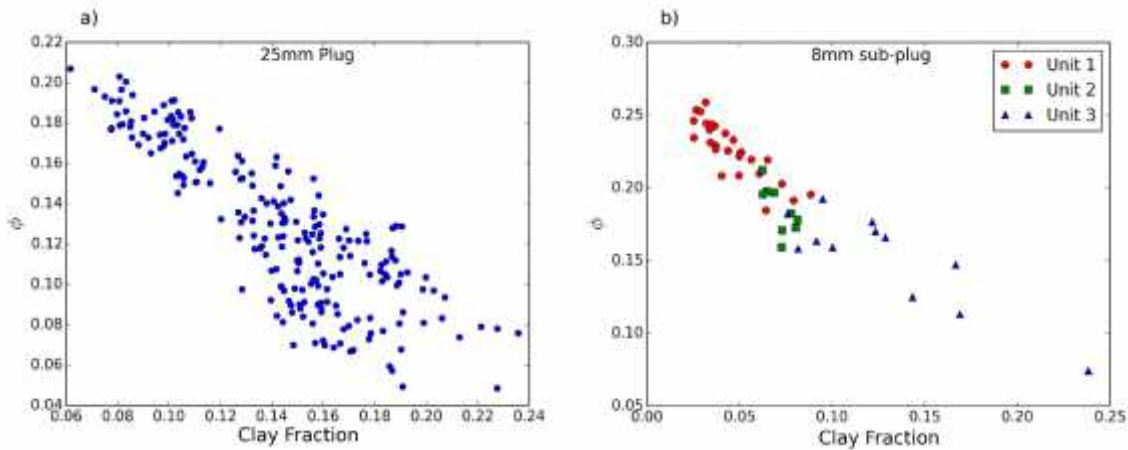 a)
25mm Plug
0.22
0.20
0.18
0.16
0.14
0.12
0.10
0.08
0.06
0.04
ϕ
0.06 0.08 0.10 0.12 0.14 0.16 0.18 0.20 0.22 0.24
Clay Fraction
b)
8mm sub-plug
Unit 1
Unit 2
Unit 3
0.30
0.25
0.20
0.15
0.10
0.05
ϕ
0.00 0.05 0.10 0.15 0.20 0.25
Clay Fraction